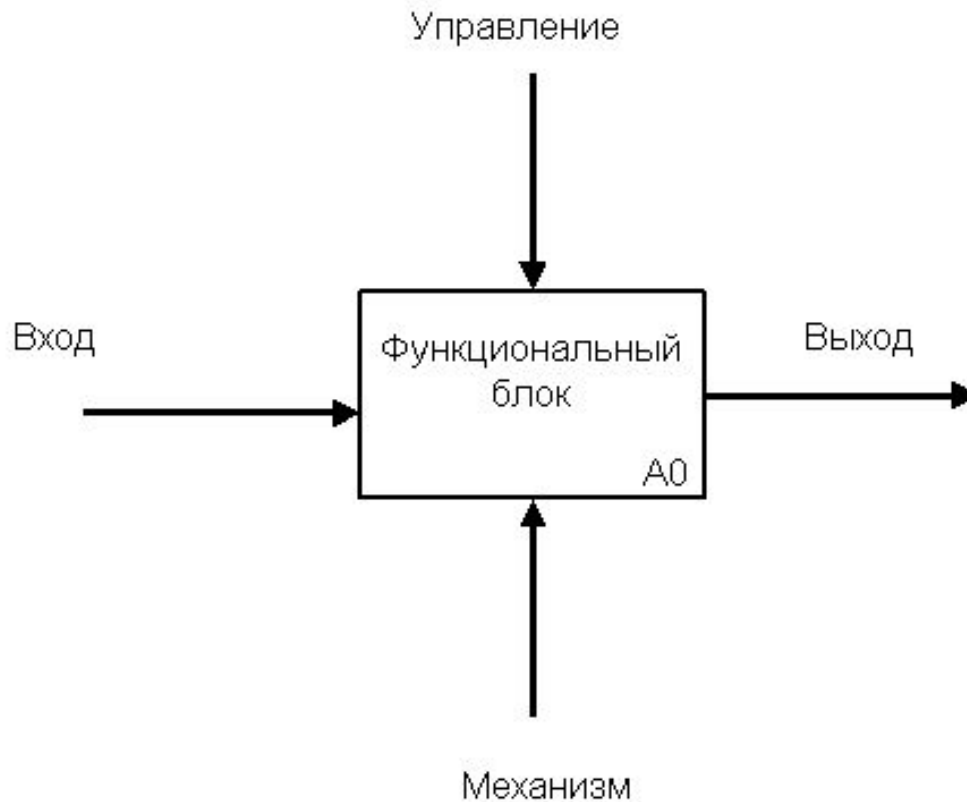 Управление
Вход
Функциональный
блок
Выход
A0
Механизм